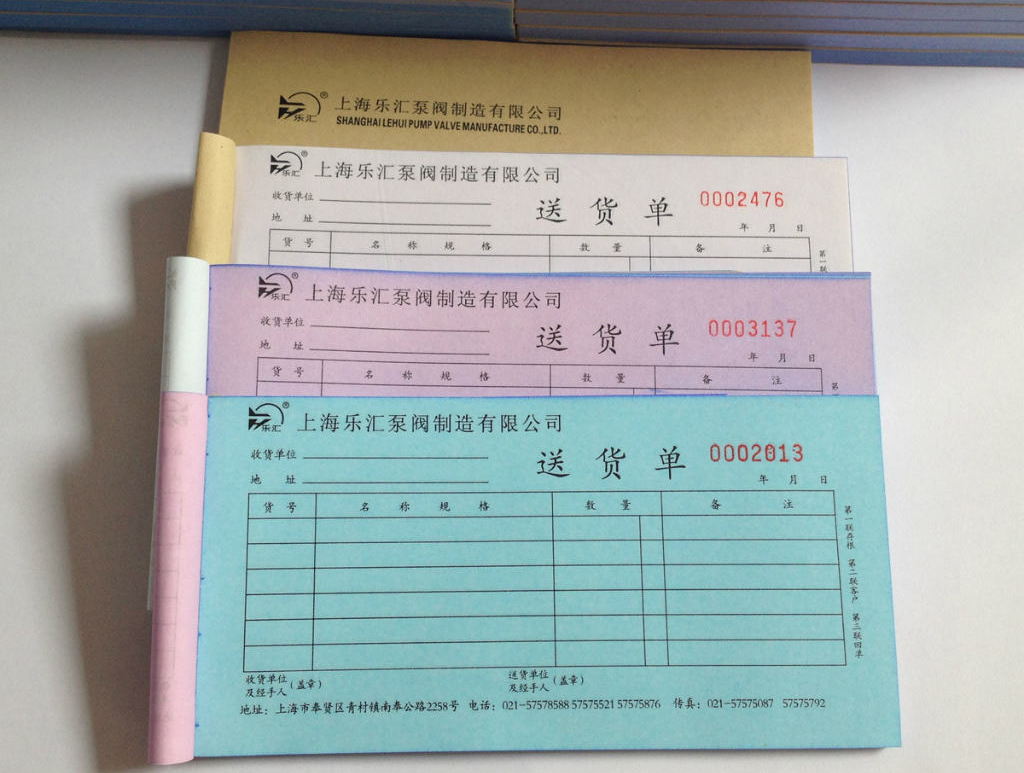 乐汇® 上海乐汇泵阀制造有限公司
SHANGHAI LEHUI PUMP VALVE MANUFACTURE CO.,LTD.
乐汇® 上海乐汇泵阀制造有限公司
收货单位
送货单 0002476
地 址
年 月 日
货号 名称规格 数量 备注
第一联
乐汇® 上海乐汇泵阀制造有限公司
收货单位
送货单 0003137
地 址
年 月 日
货号 名称规格 数量 备注
第一
乐汇® 上海乐汇泵阀制造有限公司
收货单位
送货单 0002013
地 址
年 月 日
货号 名称规格 数量 备注
第一联存根 第二联客户 第三联回单
收货单位及经手人(盖章)
送货单位及经手人(盖章)
地址:上海市奉贤区青村镇南奉公路2258号 电话:021-57578588 57575521 57575876 传真:021-57575087 57575792